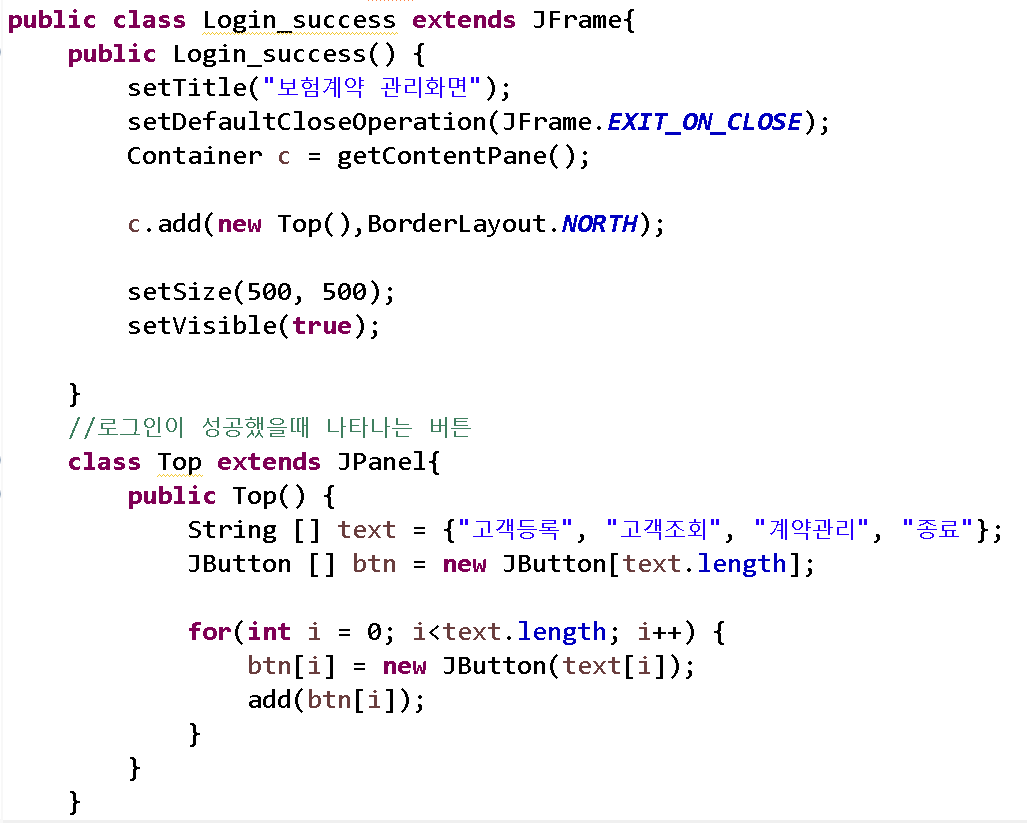 public class Login_success extends JFrame{
public Login_success() {
setTitle("보험계약 관리화면");
setDefaultCloseOperation(JFrame.EXIT_ON_CLOSE);
Container c = getContentPane();
c.add(new Top(),BorderLayout.NORTH);
setSize(500, 500);
setVisible(true);
}
//로그인이 성공했을때 나타나는 버튼
class Top extends JPanel{
public Top() {
String [] text = {"고객등록", "고객조회", "계약관리", "종료"};
JButton [] btn = new JButton[text.length];
for(int i = 0; i<text.length; i++) {
btn[i] = new JButton(text[i]);
add(btn[i]);
}
}
}